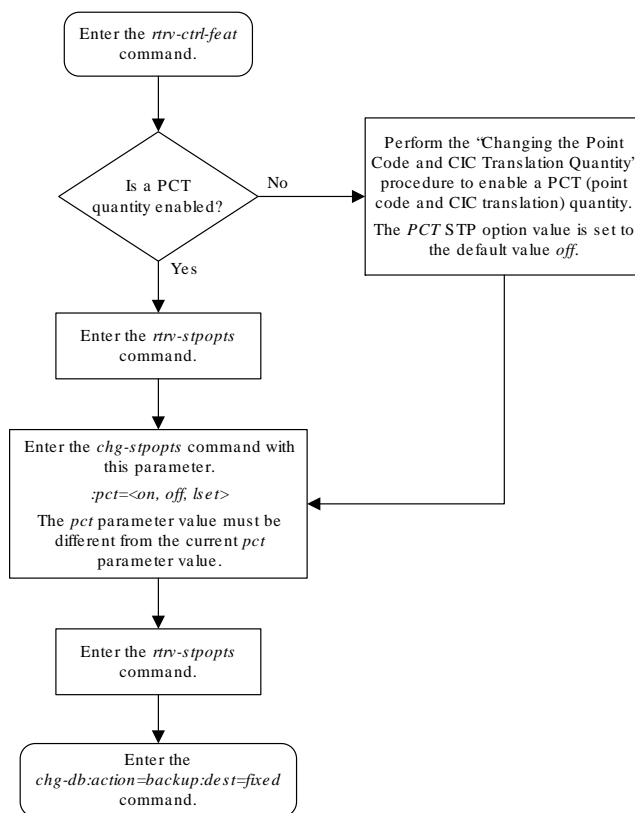 Enter the rtrv-ctrl-feat
command.
Is a PCT
quantity enabled?
No
Yes
Perform the “Changing the Point
Code and CIC Translation Quantity”
procedure to enable a PCT (point
code and CIC translation) quantity.
The PCT STP option value is set to
the default value off.
Enter the rtrv-stpopts
command.
Enter the chg-stpopts command with
this parameter.
:pct=<on, off, lset>
The pct parameter value must be
different from the current pct
parameter value.
Enter the rtrv-stpopts
command.
Enter the
chg-db:action=backup:dest=fixed
command.